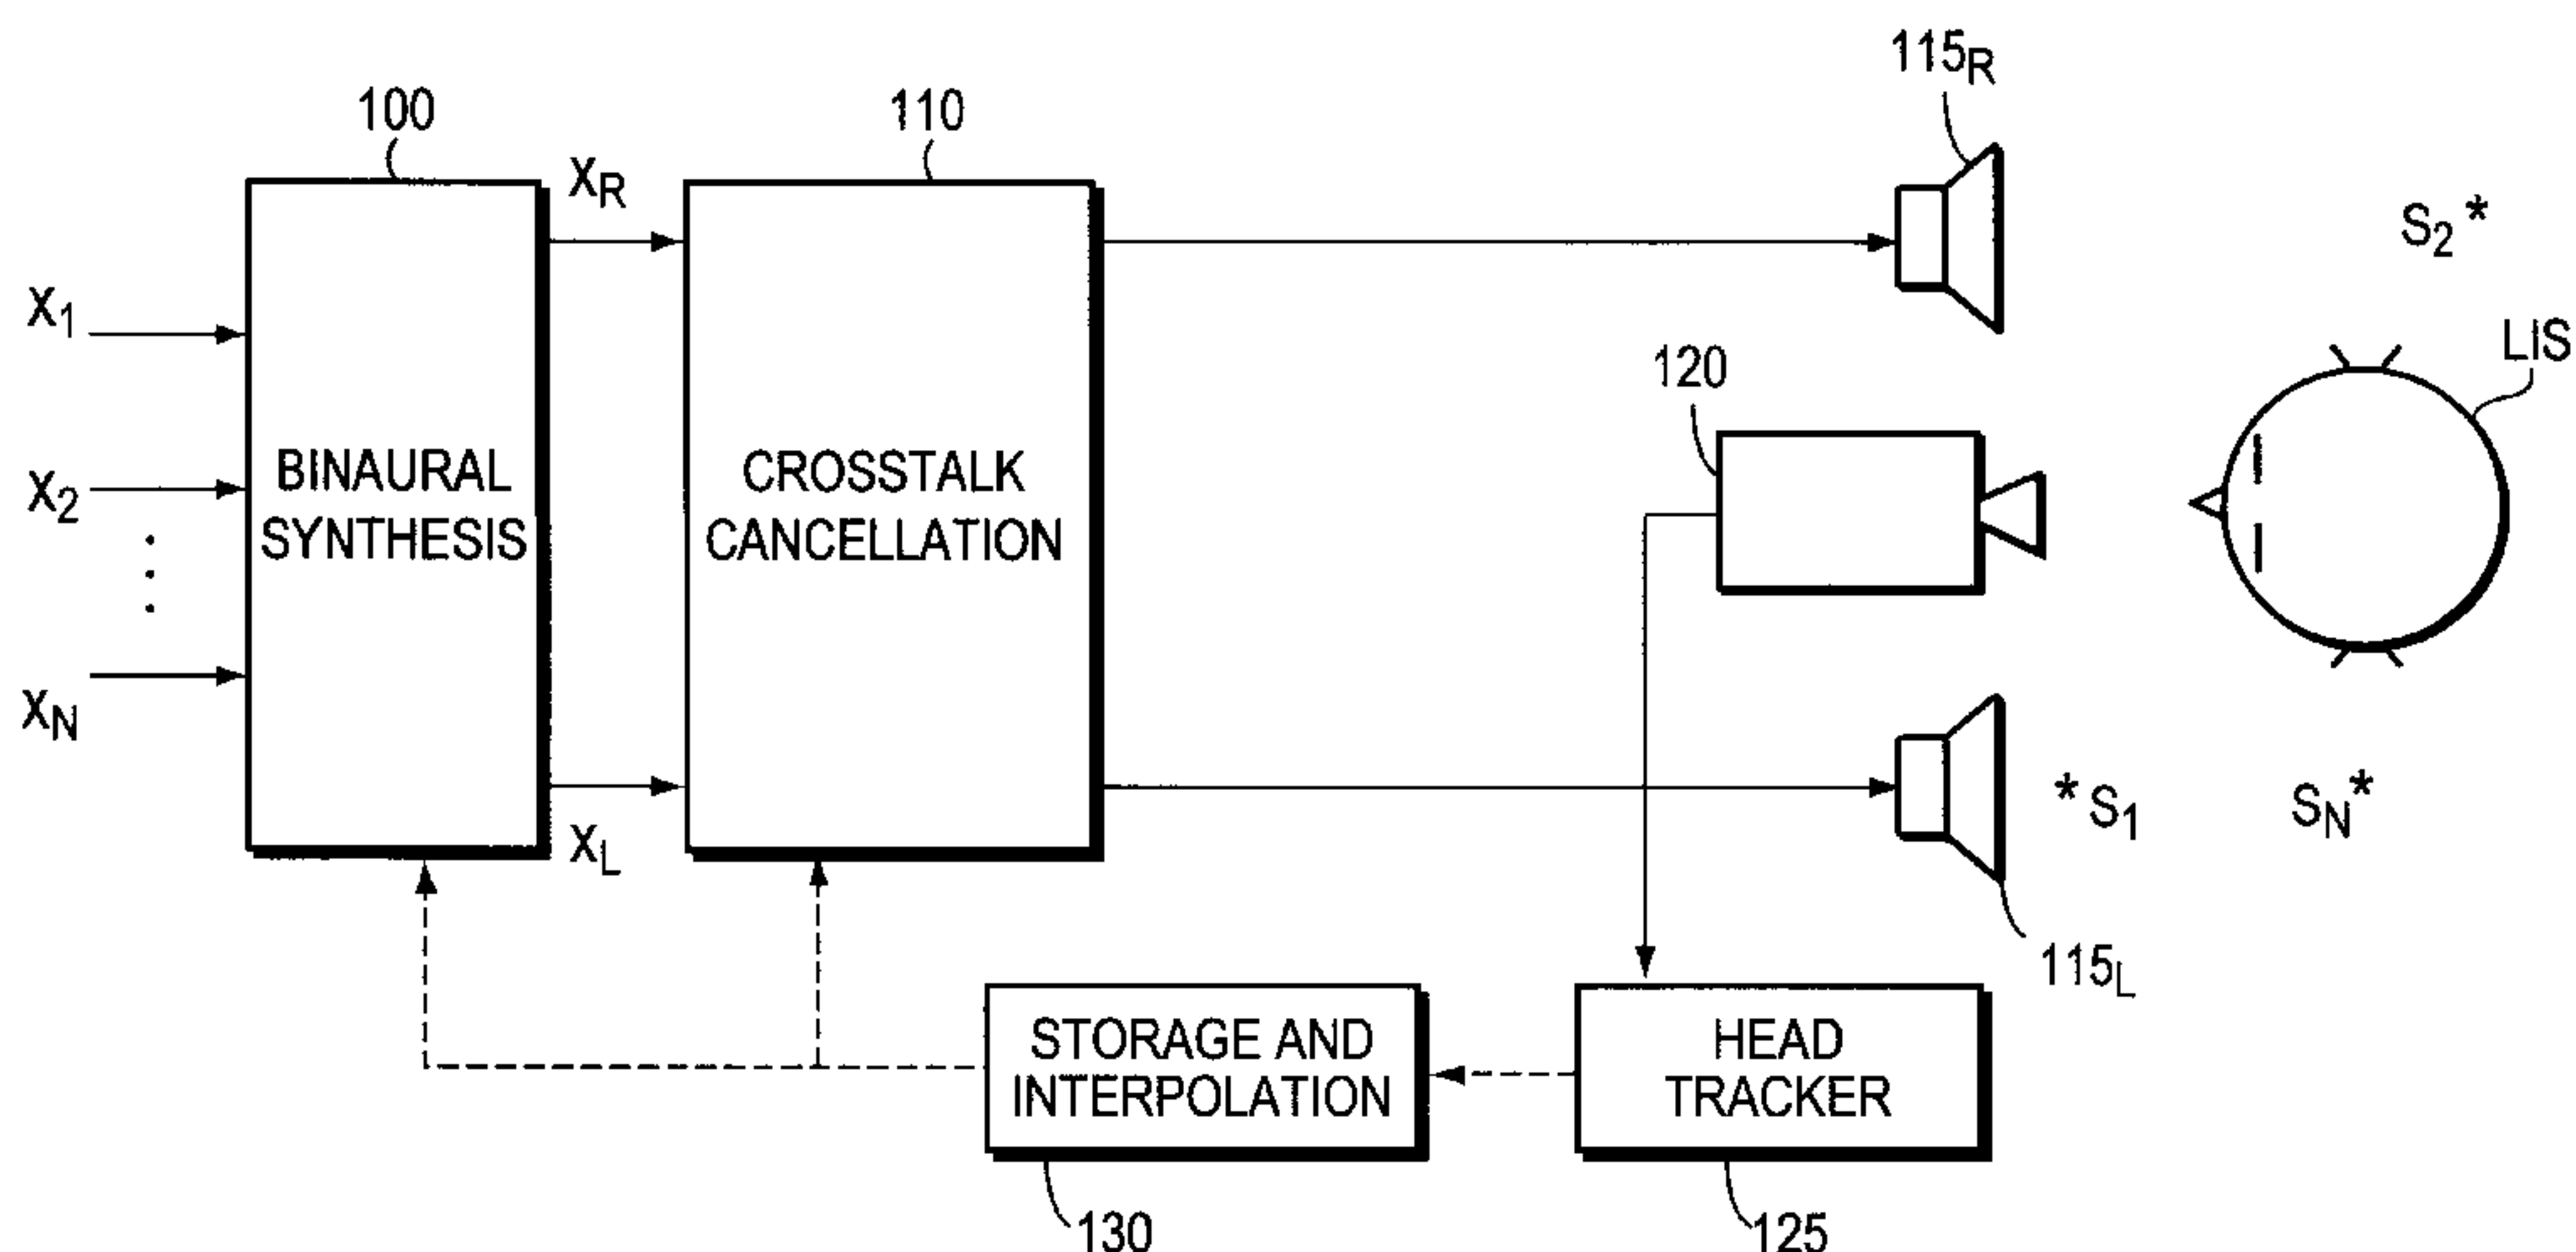 115R
100
110
XR
S2 *
X1
LIS
120
X2
BINAURAL
SYNTHESIS
CROSSTALK
CANCELLATION
XN
XL
* S1
SN*
115L
STORAGE AND
INTERPOLATION
HEAD
TRACKER
130
125